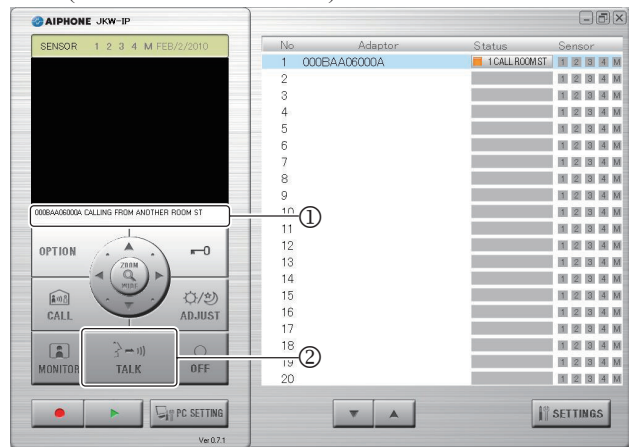 AIPHONE JKW-IP
SENSOR 1 2 3 4 M FEB/2/2010
000BAA06000A CALLING FROM ANOTHER ROOM ST
①
OPTION
ZOOM
WIDE
CALL
ADJUST
MONITOR
TALK
OFF
②
PC SETTING
Ver 0.7.1
No Adaptor Status Sensor
1 000BAA06000A 1 CALL ROOM ST 1 2 3 4 M
2 1 2 3 4 M
3 1 2 3 4 M
4 1 2 3 4 M
5 1 2 3 4 M
6 1 2 3 4 M
7 1 2 3 4 M
8 1 2 3 4 M
9 1 2 3 4 M
10 1 2 3 4 M
11 1 2 3 4 M
12 1 2 3 4 M
13 1 2 3 4 M
14 1 2 3 4 M
15 1 2 3 4 M
16 1 2 3 4 M
17 1 2 3 4 M
18 1 2 3 4 M
19 1 2 3 4 M
20 1 2 3 4 M
SETTINGS